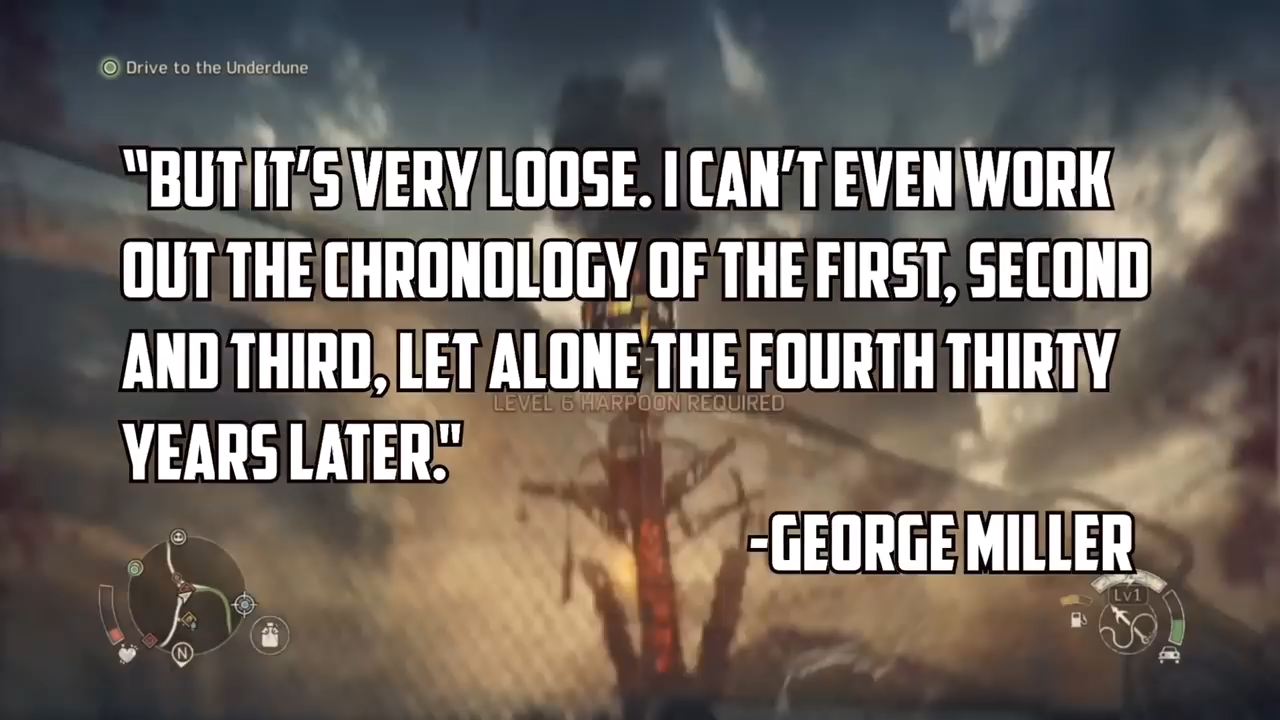 Drive to the Underdune
“BUT IT’S VERY LOOSE. I CAN’T EVEN WORK
OUT THE CHRONOLOGY OF THE FIRST, SECOND
AND THIRD, LET ALONE THE FOURTH THIRTY
YEARS LATER."
LEVEL 6 HARPOON REQUIRED
-GEORGE MILLER
Lv1
N